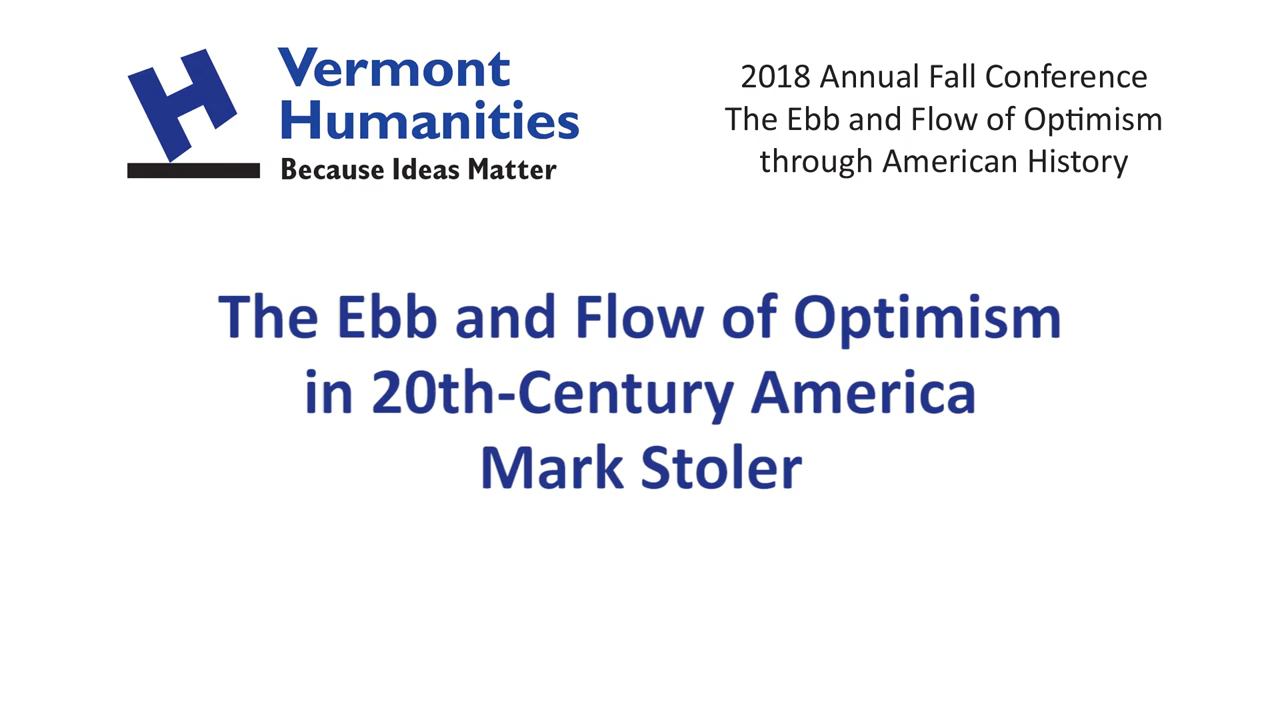 Vermont
Humanities
Because Ideas Matter
2018 Annual Fall Conference
The Ebb and Flow of Optimism
through American History
The Ebb and Flow of Optimism
in 20th-Century America
Mark Stoler